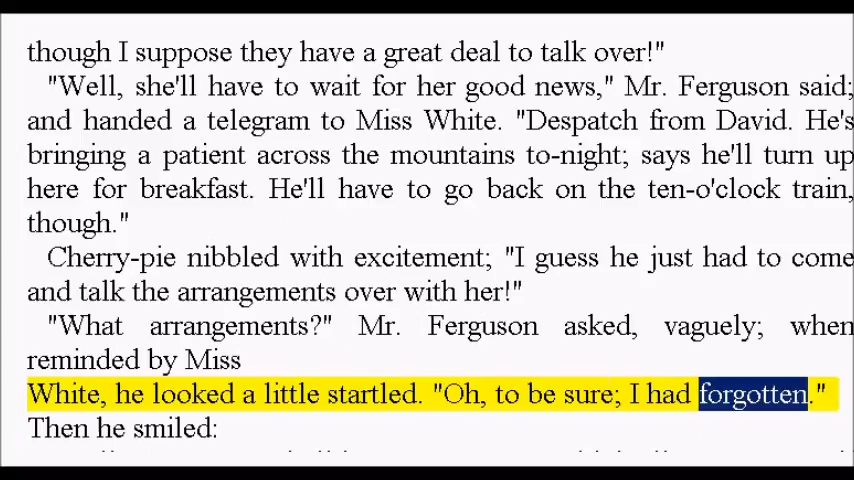 though I suppose they have a great deal to talk over!"
"Well, she'll have to wait for her good news," Mr. Ferguson said;
and handed a telegram to Miss White. "Despatch from David. He's
bringing a patient across the mountains to-night; says he'll turn up
here for breakfast. He'll have to go back on the ten-o'clock train,
though."
Cherry-pie nibbled with excitement; "I guess he just had to come
and talk the arrangements over with her!"
"What arrangements?" Mr. Ferguson asked, vaguely; when
reminded by Miss
White, he looked a little startled. "Oh, to be sure; I had forgotten."
Then he smiled: